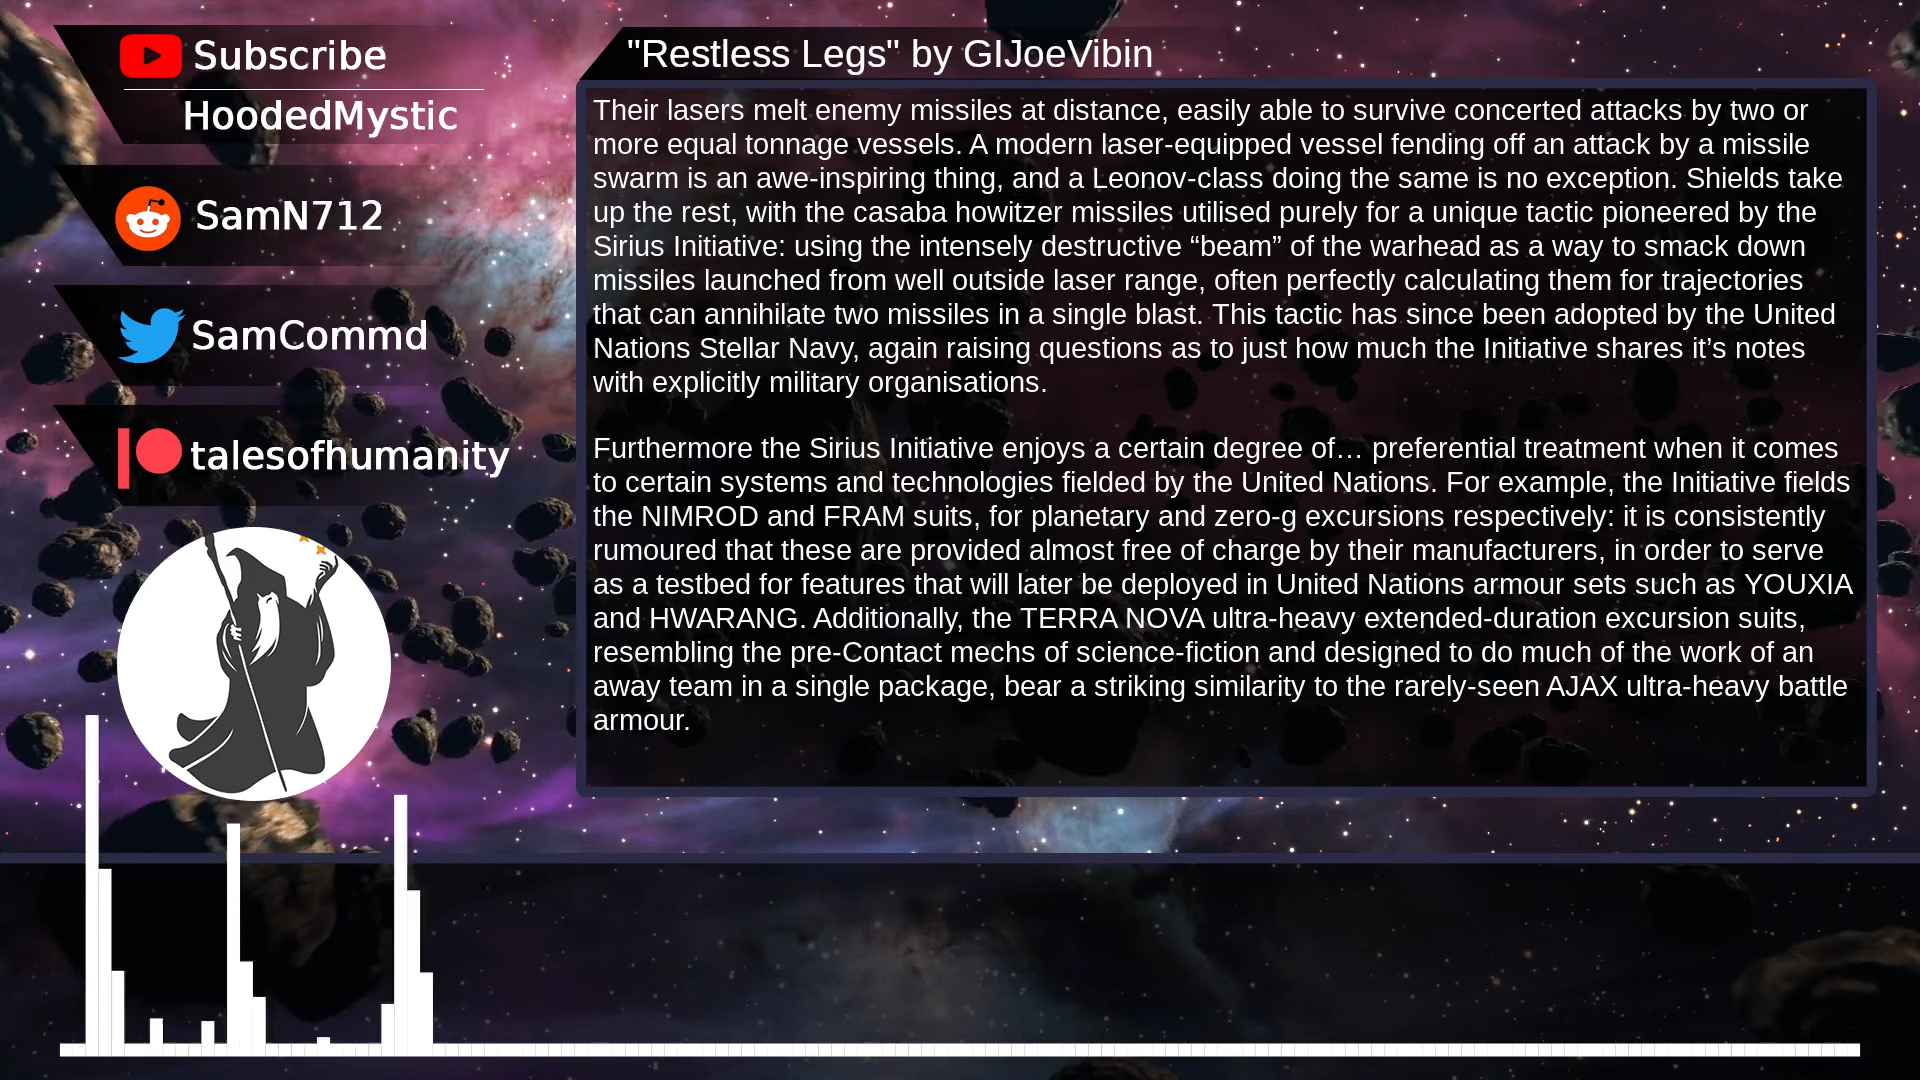 Subscribe
HoodedMystic
SamN712
SamCommd
talesofhumanity
"Restless Legs" by GIJoeVibin
Their lasers melt enemy missiles at distance, easily able to survive concerted attacks by two or
more equal tonnage vessels. A modern laser-equipped vessel fending off an attack by a missile
swarm is an awe-inspiring thing, and a Leonov-class doing the same is no exception. Shields take
up the rest, with the casaba howitzer missiles utilised purely for a unique tactic pioneered by the
Sirius Initiative: using the intensely destructive “beam” of the warhead as a way to smack down
missiles launched from well outside laser range, often perfectly calculating them for trajectories
that can annihilate two missiles in a single blast. This tactic has since been adopted by the United
Nations Stellar Navy, again raising questions as to just how much the Initiative shares it’s notes
with explicitly military organisations.
Furthermore the Sirius Initiative enjoys a certain degree of… preferential treatment when it comes
to certain systems and technologies fielded by the United Nations. For example, the Initiative fields
the NIMROD and FRAM suits, for planetary and zero-g excursions respectively: it is consistently
rumoured that these are provided almost free of charge by their manufacturers, in order to serve
as a testbed for features that will later be deployed in United Nations armour sets such as YOUXIA
and HWARANG. Additionally, the TERRA NOVA ultra-heavy extended-duration excursion suits,
resembling the pre-Contact mechs of science-fiction and designed to do much of the work of an
away team in a single package, bear a striking similarity to the rarely-seen AJAX ultra-heavy battle
armour.